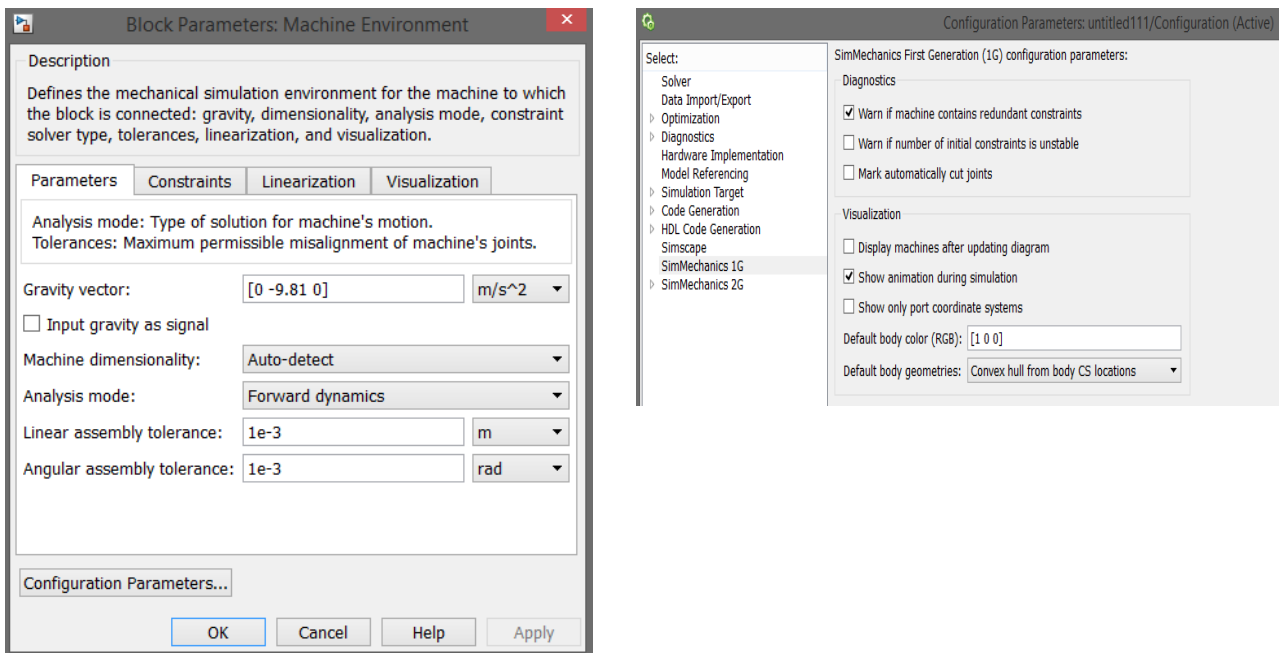 Block Parameters: Machine Environment
Description
Defines the mechanical simulation environment for the machine to which
the block is connected: gravity, dimensionality, analysis mode, constraint
solver type, tolerances, linearization, and visualization.
Parameters Constraints Linearization Visualization
Analysis mode: Type of solution for machine's motion.
Tolerances: Maximum permissible misalignment of machine's joints.
Gravity vector: [0 -9.81 0] m/s^2
Input gravity as signal
Machine dimensionality: Auto-detect
Analysis mode: Forward dynamics
Linear assembly tolerance: 1e-3 m
Angular assembly tolerance: 1e-3 rad
Configuration Parameters...
OK Cancel Help Apply
Configuration Parameters: untitled111/Configuration (Active)
Select:
Solver
Data Import/Export
Optimization
Diagnostics
Hardware Implementation
Model Referencing
Simulation Target
Code Generation
HDL Code Generation
Simscape
SimMechanics 1G
SimMechanics 2G
SimMechanics First Generation (1G) configuration parameters:
Diagnostics
Warn if machine contains redundant constraints
Warn if number of initial constraints is unstable
Mark automatically cut joints
Visualization
Display machines after updating diagram
Show animation during simulation
Show only port coordinate systems
Default body color (RGB): [1 0 0]
Default body geometries: Convex hull from body CS locations